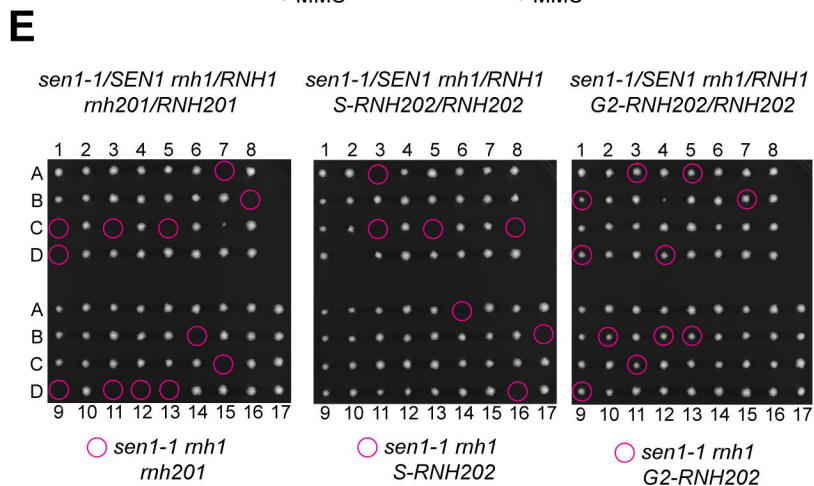 MMS MMS
E
sen1-1/SEN1 rnh1/RNH1 sen1-1/SEN1 rnh1/RNH1 sen1-1/SEN1 rnh1/RNH1
rnh201/RNH201 S-RNH202/RNH202 G2-RNH202/RNH202
1 2 3 4 5 6 7 8 1 2 3 4 5 6 7 8 1 2 3 4 5 6 7 8
A
B
C
D
A
B
C
D
9 10 11 12 13 14 15 16 17 9 10 11 12 13 14 15 16 17 9 10 11 12 13 14 15 16 17
sen1-1 rnh1 sen1-1 rnh1 sen1-1 rnh1
rnh201 S-RNH202 G2-RNH202